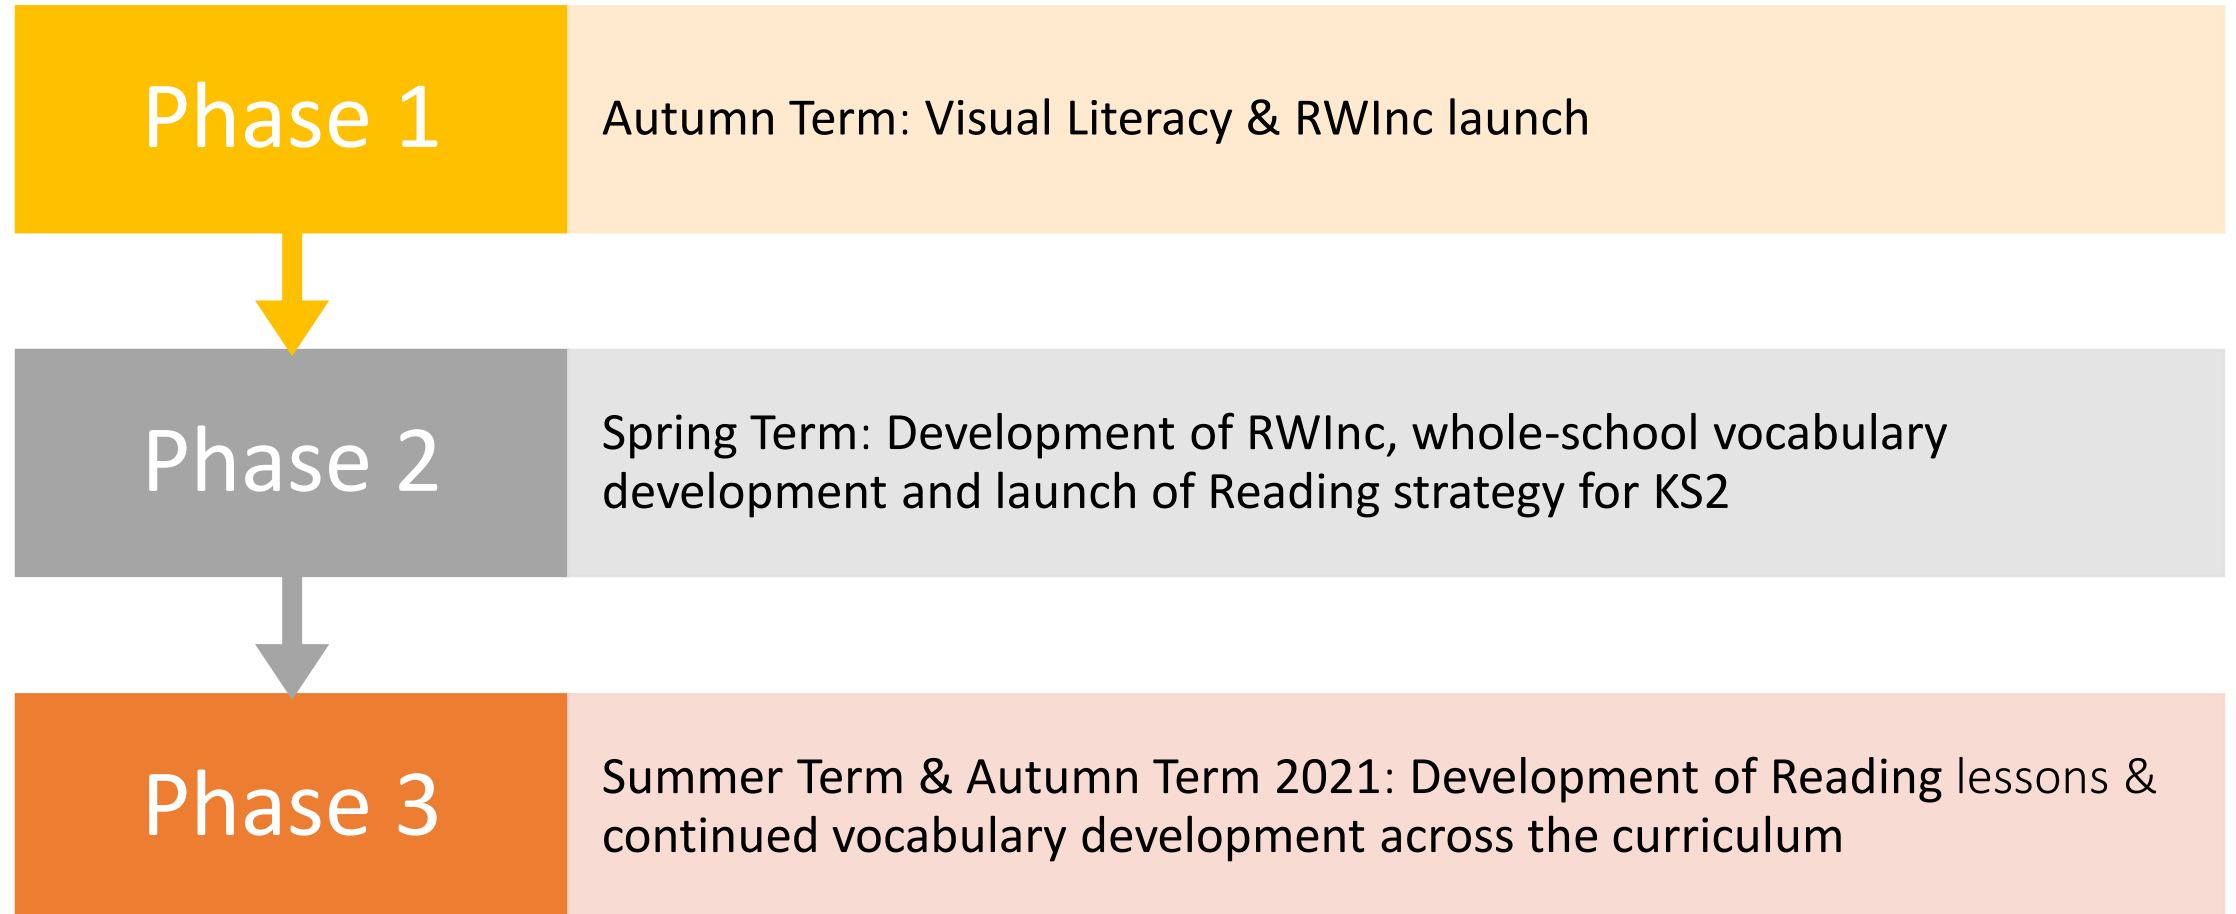 Phase 1
Autumn Term: Visual Literacy & RWInc launch
Phase 2
Spring Term: Development of RWInc, whole-school vocabulary
development and launch of Reading strategy for KS2
Phase 3
Summer Term & Autumn Term 2021: Development of Reading lessons &
continued vocabulary development across the curriculum